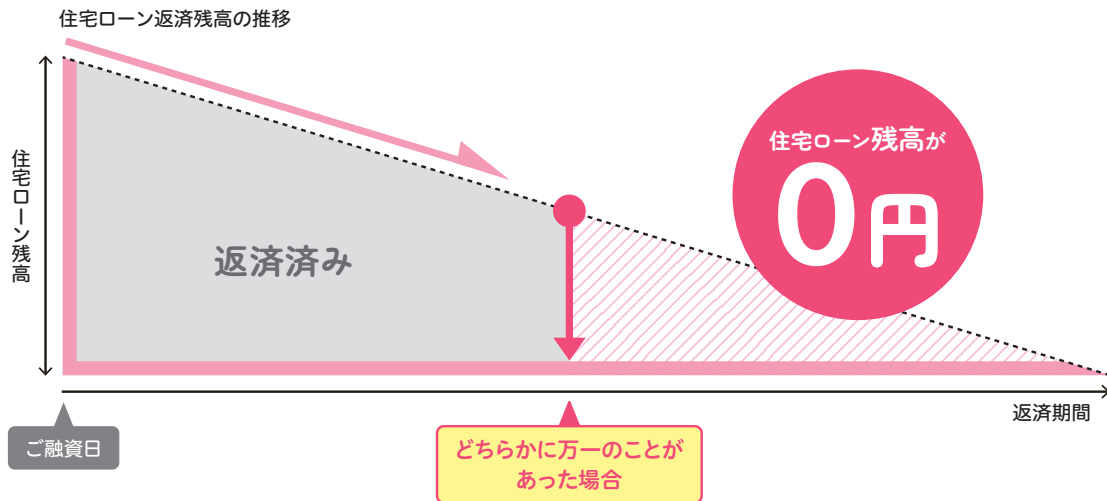 住宅ローン返済残高の推移
住宅ローン残高
返済済み
住宅ローン残高が
0円
返済期間
ご融資日
どちらかに万一のことが
あった場合